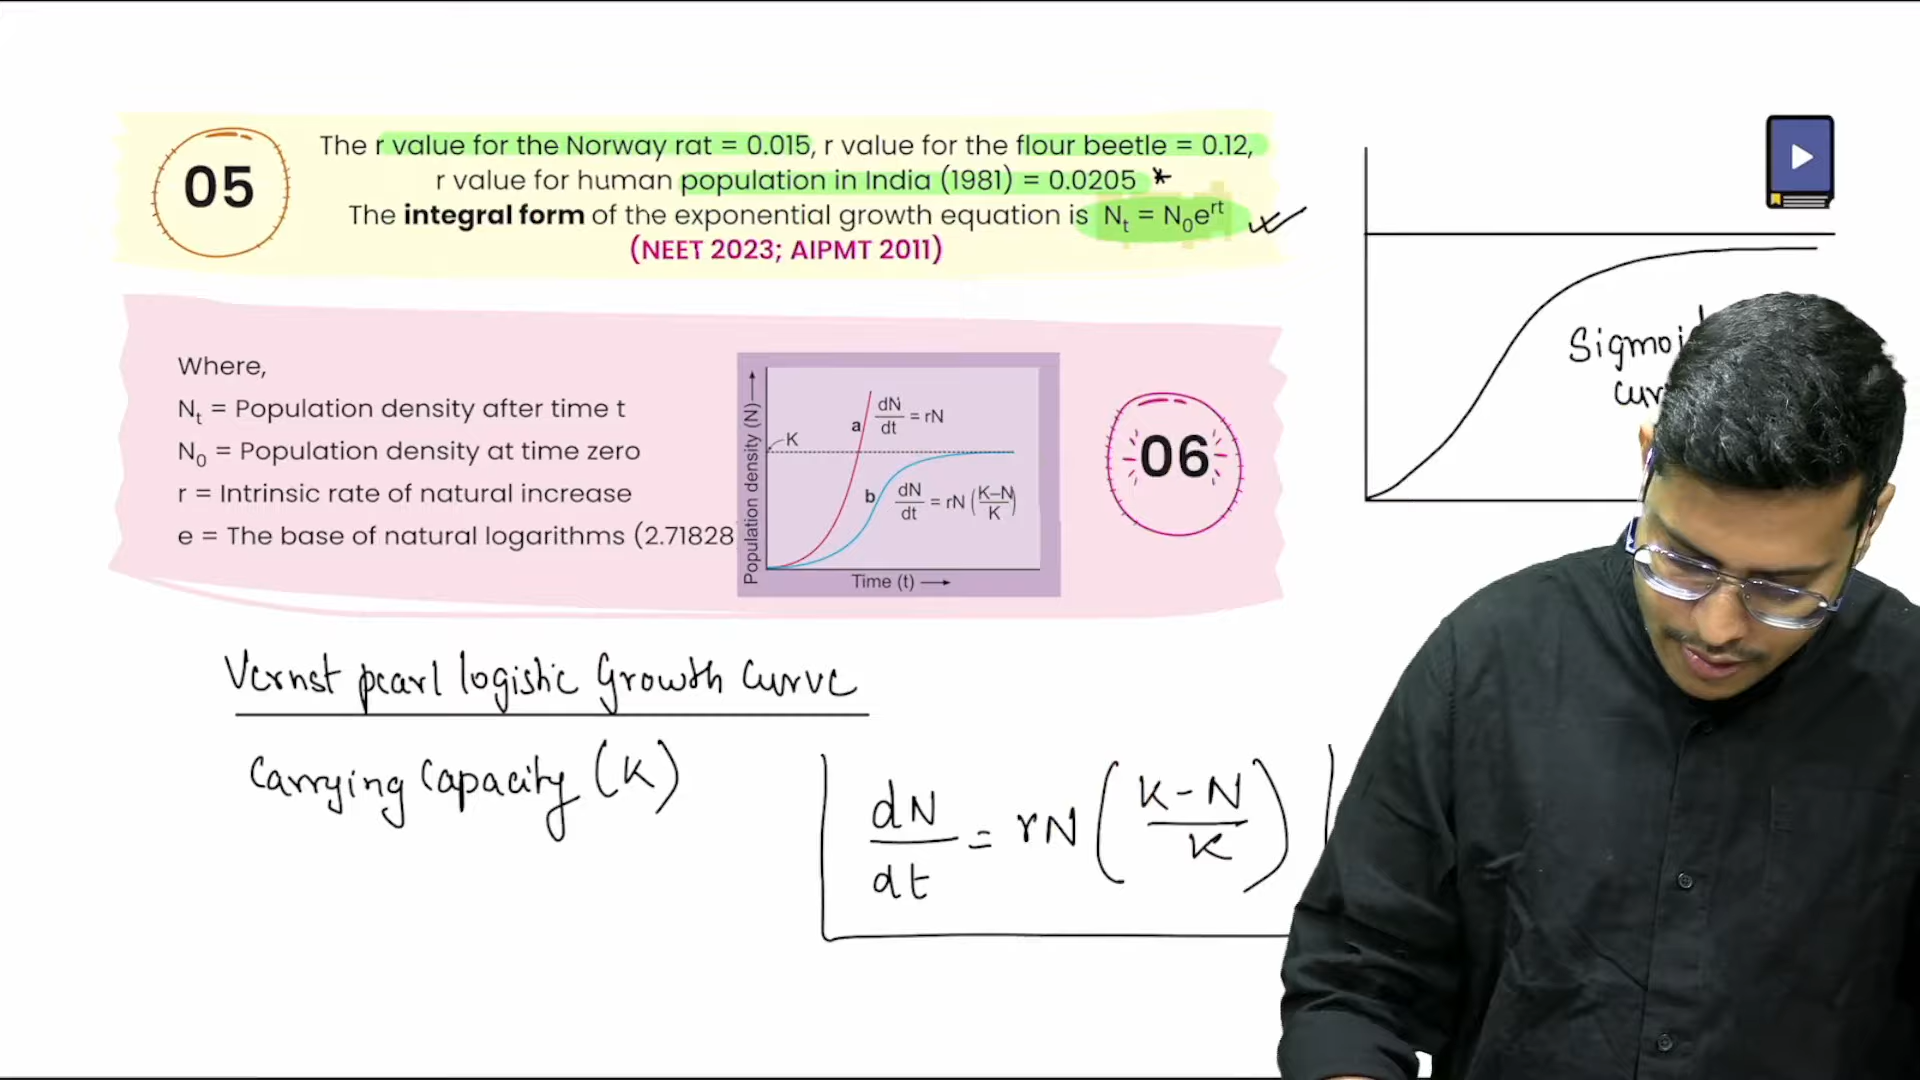 05
The r value for the Norway rat = 0.015, r value for the flour beetle = 0.12,
r value for human population in India (1981) = 0.0205 *
The integral form of the exponential growth equation is Nₜ = N₀eʳᵗ
(NEET 2023; AIPMT 2011)
Where,
Nₜ = Population density after time t
N₀ = Population density at time zero
r = Intrinsic rate of natural increase
e = The base of natural logarithms (2.71828
Population density (N)
K
a dN/dt = rN
b dN/dt = rN (K–N/K)
Time (t)
06
Sigmoi
cur
Vernst pearl logistic Growth Curve
Carrying Capacity (K)
dN/dt = rN (K-N/K)